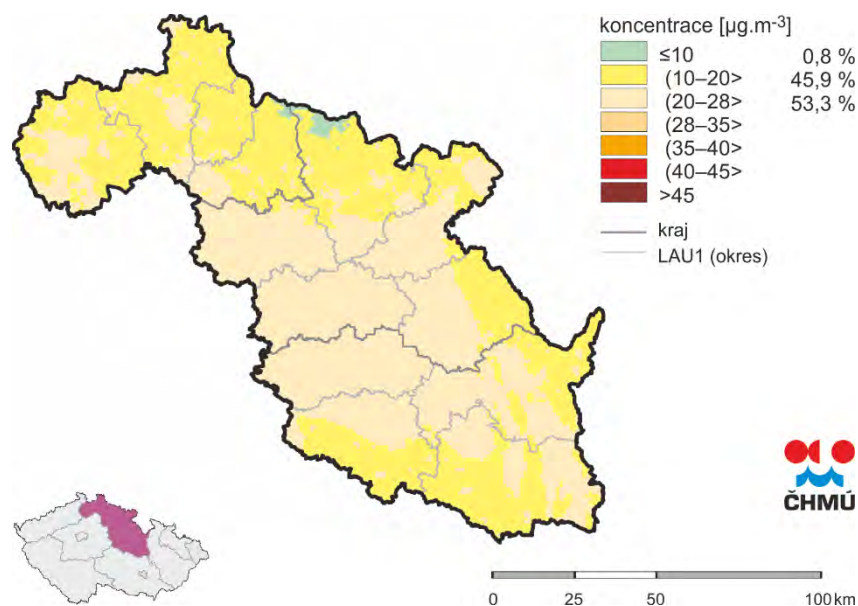 koncentrace [µg.m-3]
≤10 0,8 %
(10–20> 45,9 %
(20–28> 53,3 %
(28–35>
(35–40>
(40–45>
>45
kraj
LAU1 (okres)
ČHMÚ
0 25 50 100 km